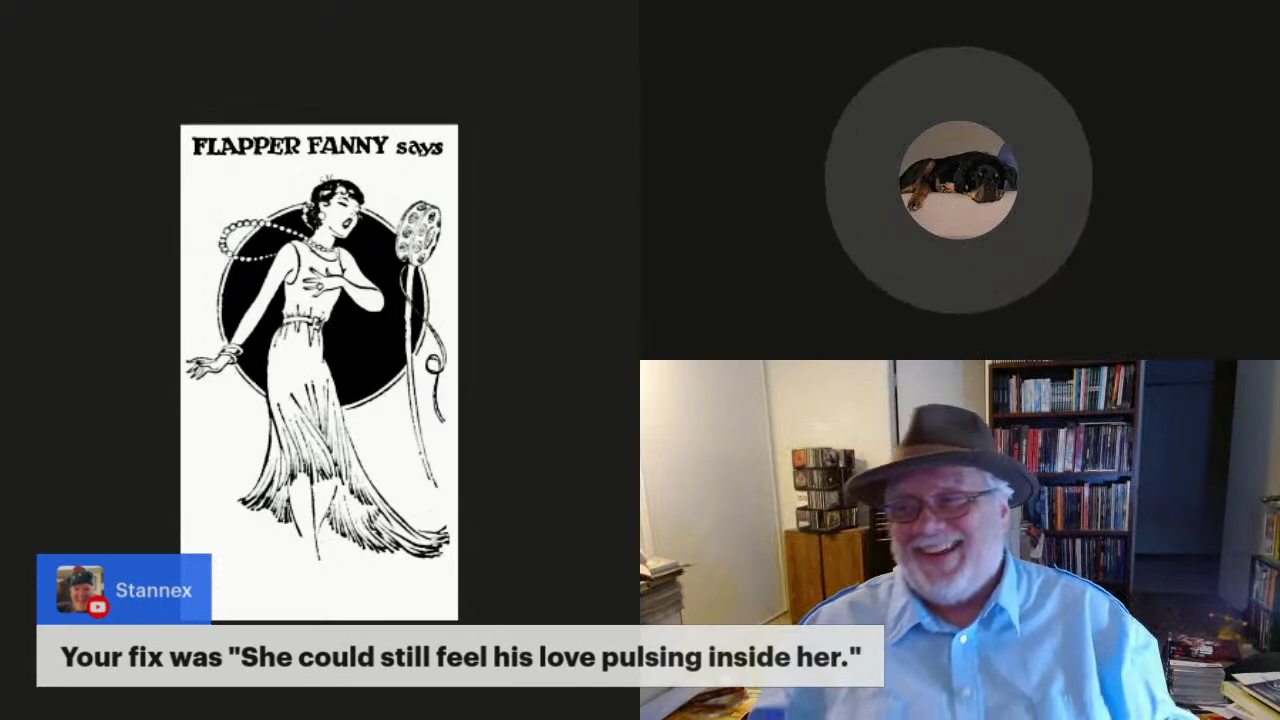 FLAPPER FANNY says
Stannex
Your fix was "She could still feel his love pulsing inside her."